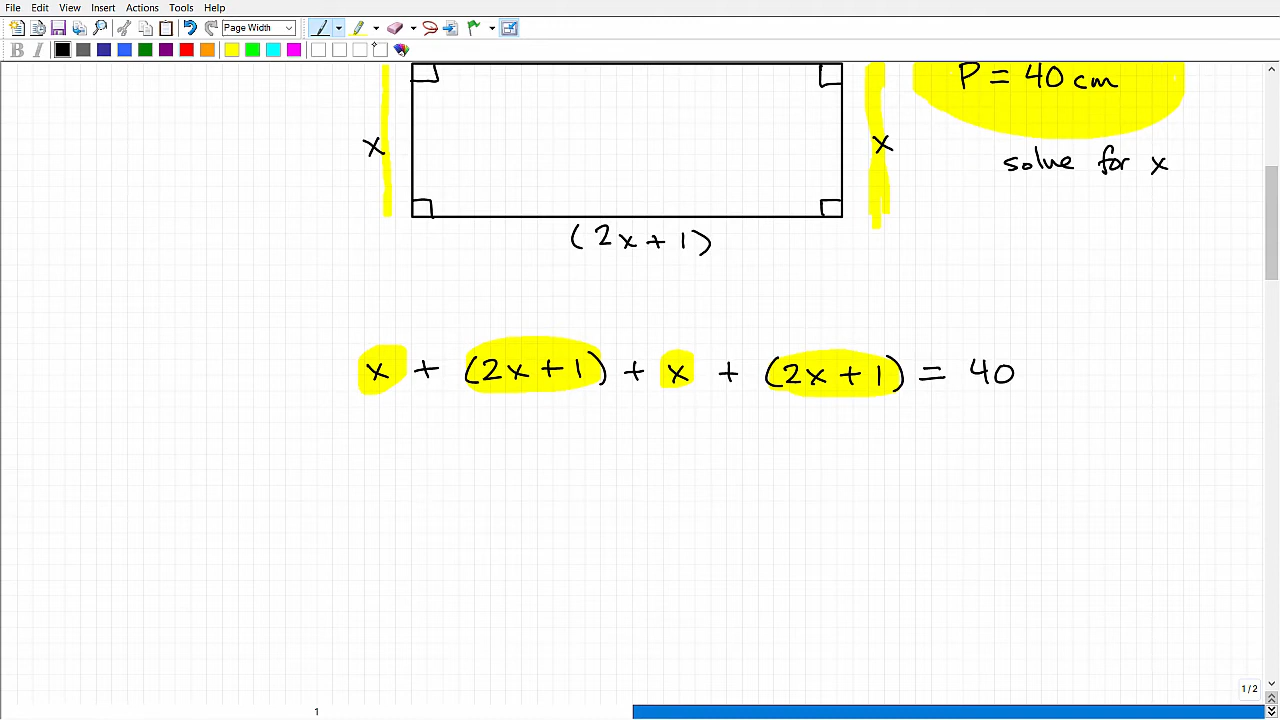 File Edit View Insert Actions Tools Help
Page Width
B I
P = 40 cm
x
x
solve for x
(2x + 1)
x + (2x + 1) + x + (2x + 1) = 40
1/2
1